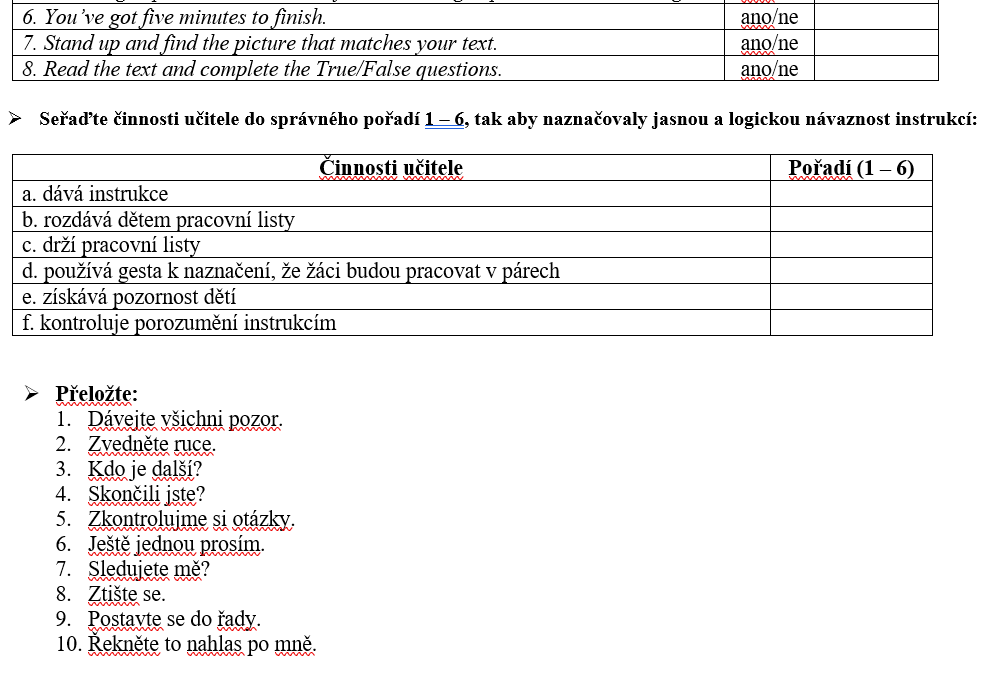 6. You’ve got five minutes to finish. ano/ne
7. Stand up and find the picture that matches your text. ano/ne
8. Read the text and complete the True/False questions. ano/ne
➢ Seřaďte činnosti učitele do správného pořadí 1 – 6, tak aby naznačovaly jasnou a logickou návaznost instrukcí:
Činnosti učitele Pořadí (1 – 6)
a. dává instrukce
b. rozdává dětem pracovní listy
c. drží pracovní listy
d. používá gesta k naznačení, že žáci budou pracovat v párech
e. získává pozornost dětí
f. kontroluje porozumění instrukcím
➢ Přeložte:
1. Dávejte všichni pozor.
2. Zvedněte ruce.
3. Kdo je další?
4. Skončili jste?
5. Zkontrolujme si otázky.
6. Ještě jednou prosím.
7. Sledujete mě?
8. Ztište se.
9. Postavte se do řady.
10. Řekněte to nahlas po mně.